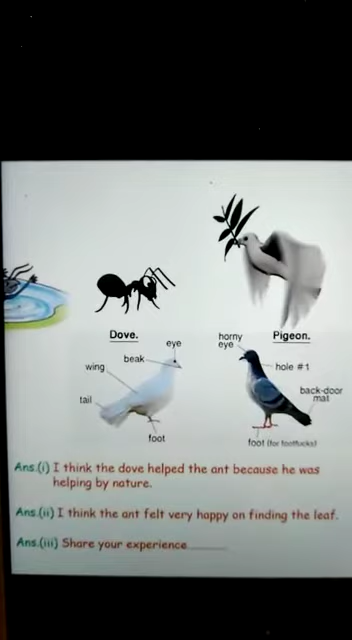 Dove.
Pigeon.
eye
beak
wing
tail
foot
horny
eye
hole #1
back-door
mat
foot (for footfucks)
Ans.(i) I think the dove helped the ant because he was
helping by nature.
Ans.(ii) I think the ant felt very happy on finding the leaf.
Ans.(iii) Share your experience